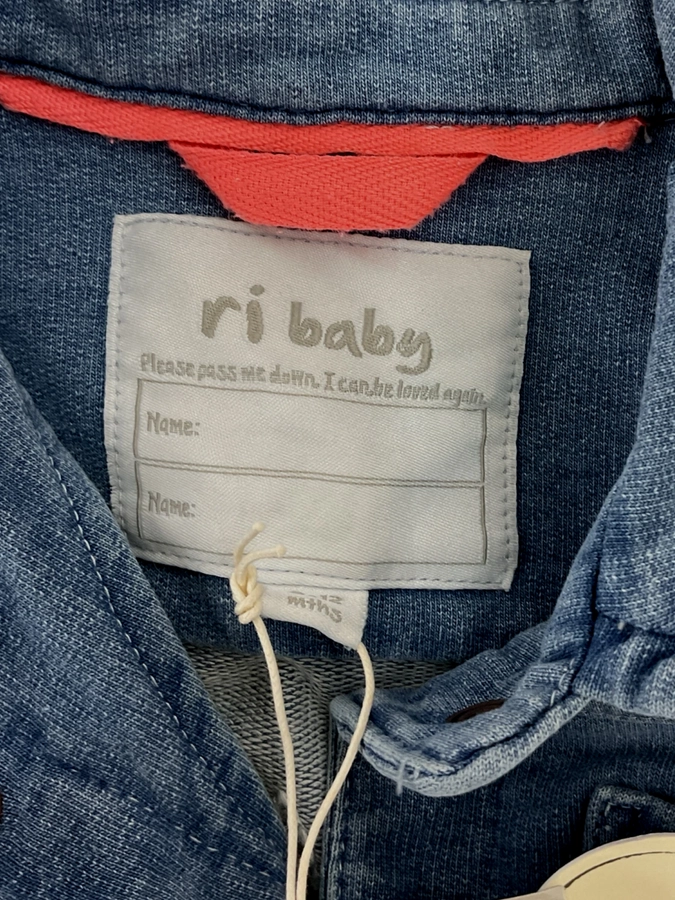 ri baby
Please pass me down, I can be loved again.
Name:
Name:
mths